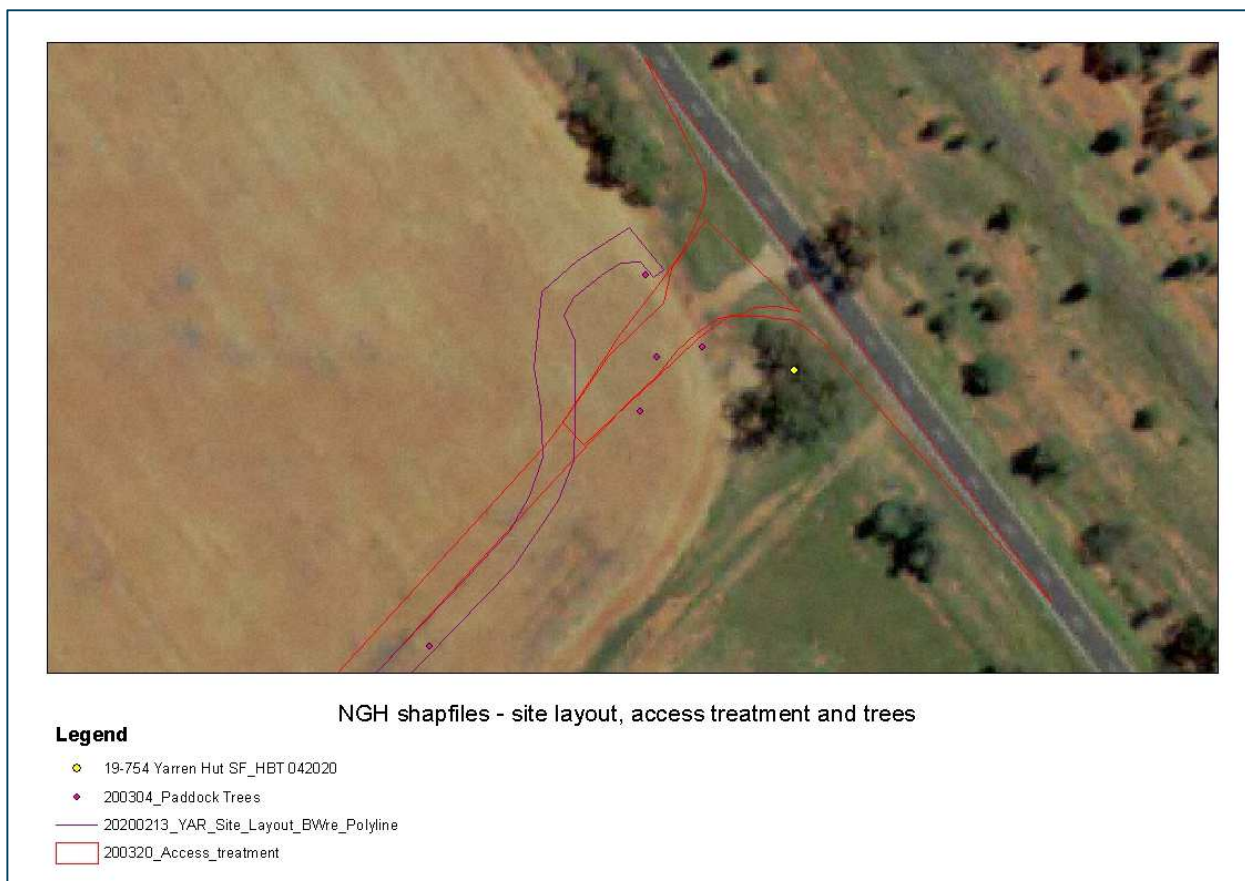 NGH shapfiles - site layout, access treatment and trees
Legend
19-754 Yarren Hut SF_HBT 042020
200304_Paddock Trees
20200213_YAR_Site_Layout_BWre_Polyline
200320_Access_treatment